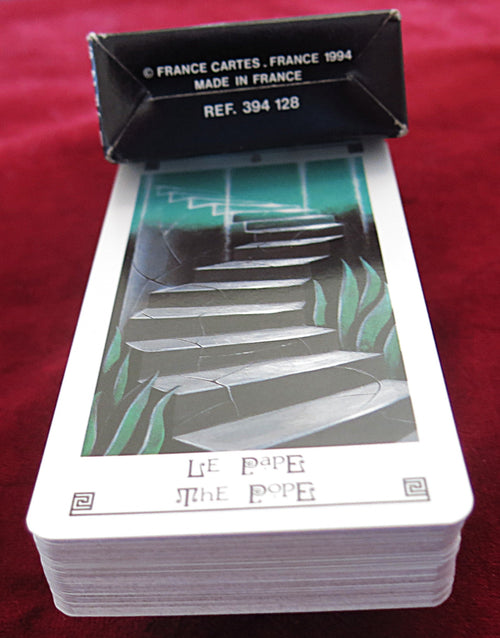 © FRANCE CARTES . FRANCE 1994
MADE IN FRANCE
REF. 394 128
LE PAPE
THE POPE